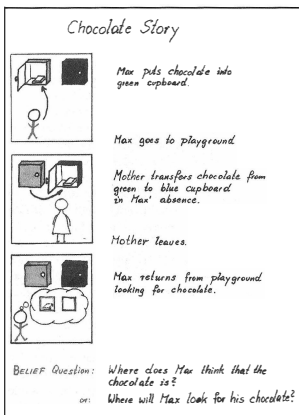 Chocolate Story
Max puts chocolate into
green cupboard.
Max goes to playground
Mother transfers chocolate from
green to blue cupboard
in Max' absence.
Mother leaves.
Max returns from playground
looking for chocolate.
BELIEF Question: Where does Max think that the
chocolate is?
or: Where will Max look for his chocolate?